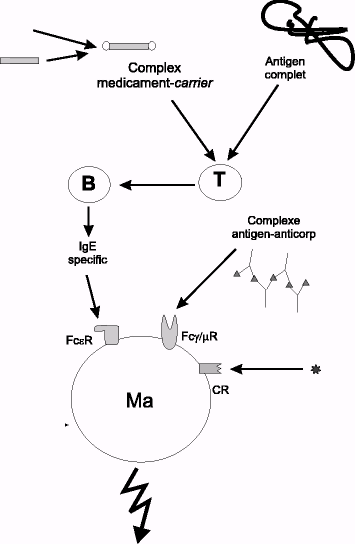 Complex
medicament-carrier
Antigen
complet
B
T
IgE
specific
Complexe
antigen-anticorp
FcεR
Fcγ/μR
CR
Ma